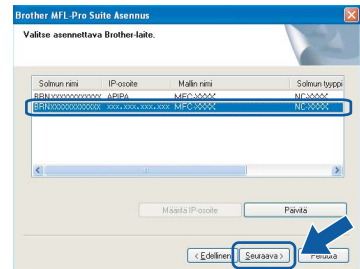 Brother MFL-Pro Suite Asennus
Valitse asennettava Brother-laite.
Solmun nimi IP-osoite Mallin nimi Solmun tyyppi
BRNXXXXXXXXXXXX APIPA MFC-XXXX NC-XXXX
BRNXXXXXXXXXXXX xxx.xxx.xxx.xxx MFC-XXXX NC-XXXX
Määritä IP-osoite Päivitä
< Edellinen Seuraava > Peruuta